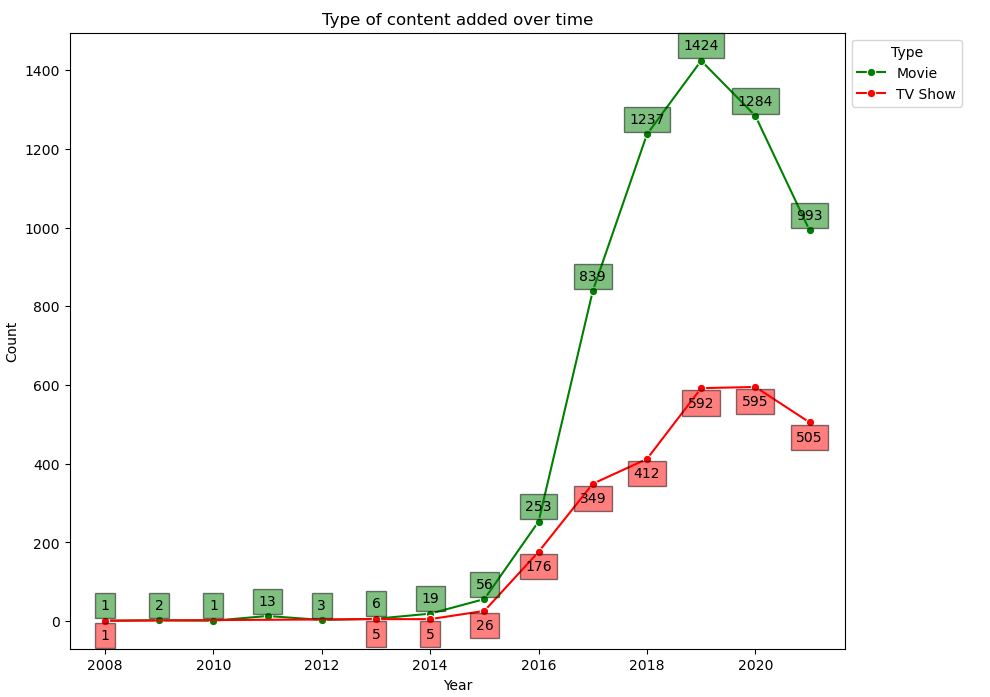 Type of content added over time
Type
Movie
TV Show
Count
1400
1200
1000
800
600
400
200
0
1 2 1 13 3 6 19 56 253 839 1237 1424 1284 993
1 5 5 26 176 349 412 592 595 505
2008 2010 2012 2014 2016 2018 2020
Year